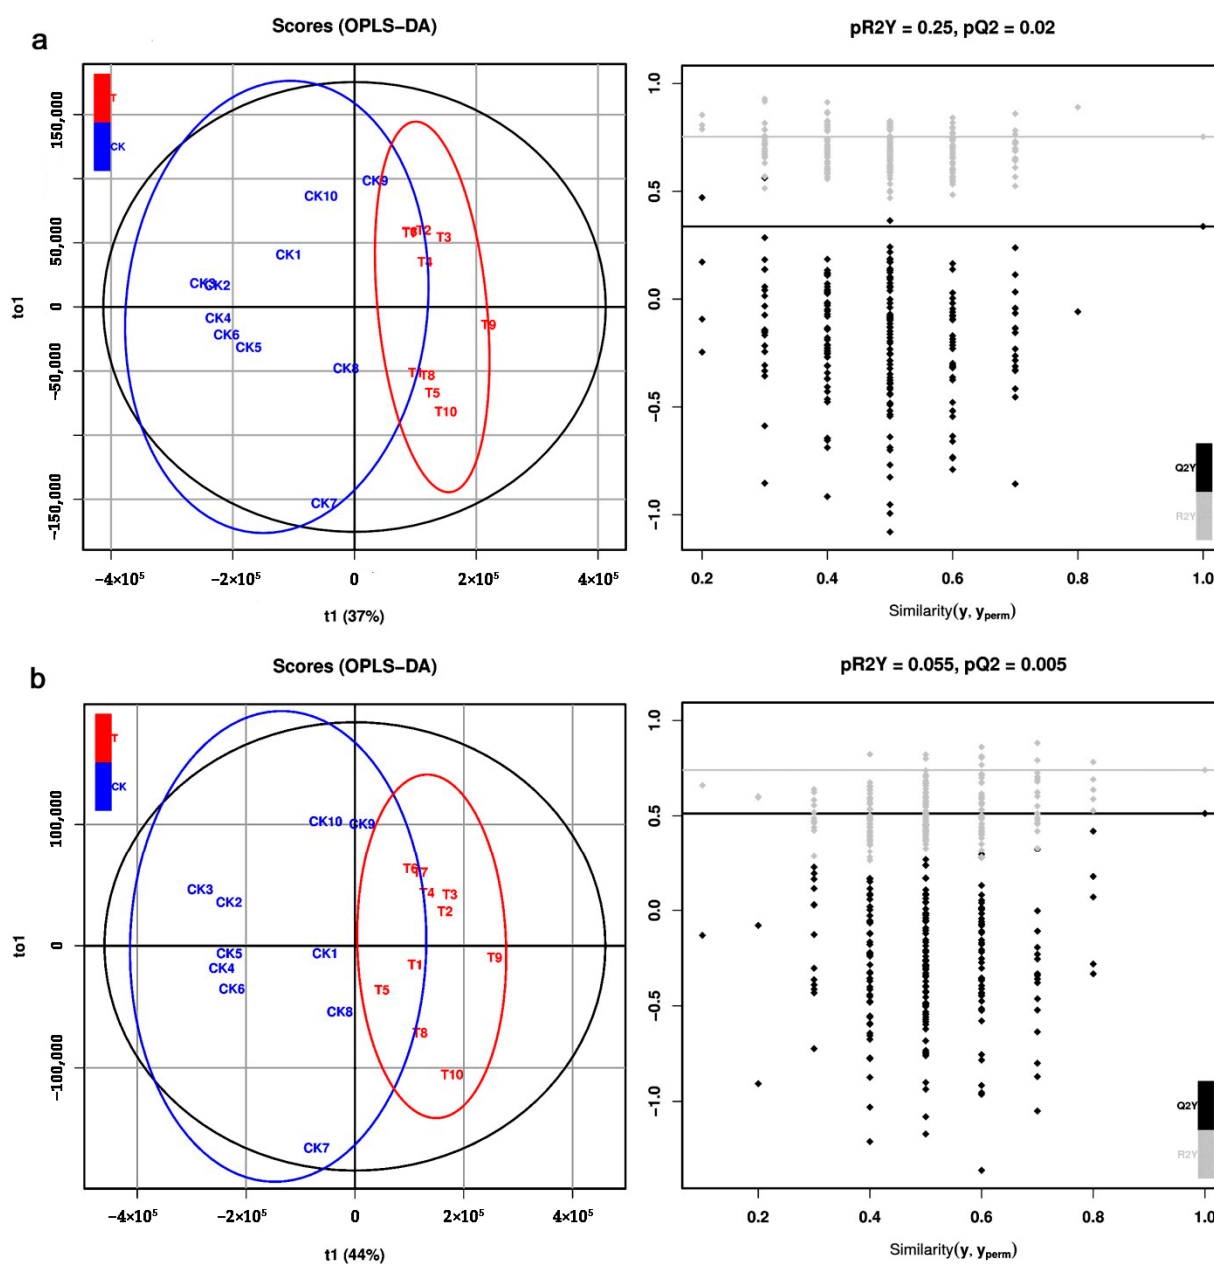 a
Scores (OPLS−DA)
T
CK
CK9
CK10
T6
T2
T3
CK1
T4
CK3
CK2
CK4
T9
CK6
CK5
CK8
T1
T8
T5
T10
CK7
150,000
50,000
0
−50,000
−150,000
to1
−4×10⁵
−2×10⁵
0
2×10⁵
4×10⁵
t1 (37%)
pR2Y = 0.25, pQ2 = 0.02
1.0
0.5
0.0
−0.5
−1.0
Q2Y
R2Y
0.2
0.4
0.6
0.8
1.0
Similarity(y, yperm)
b
Scores (OPLS−DA)
T
CK
CK10
CK9
T6
T7
T4
T3
CK3
CK2
T2
CK5
CK1
T9
CK4
T1
CK6
T5
CK8
T8
T10
CK7
100,000
0
−100,000
to1
−4×10⁵
−2×10⁵
0
2×10⁵
4×10⁵
t1 (44%)
pR2Y = 0.055, pQ2 = 0.005
1.0
0.5
0.0
−0.5
−1.0
Q2Y
R2Y
0.2
0.4
0.6
0.8
1.0
Similarity(y, yperm)